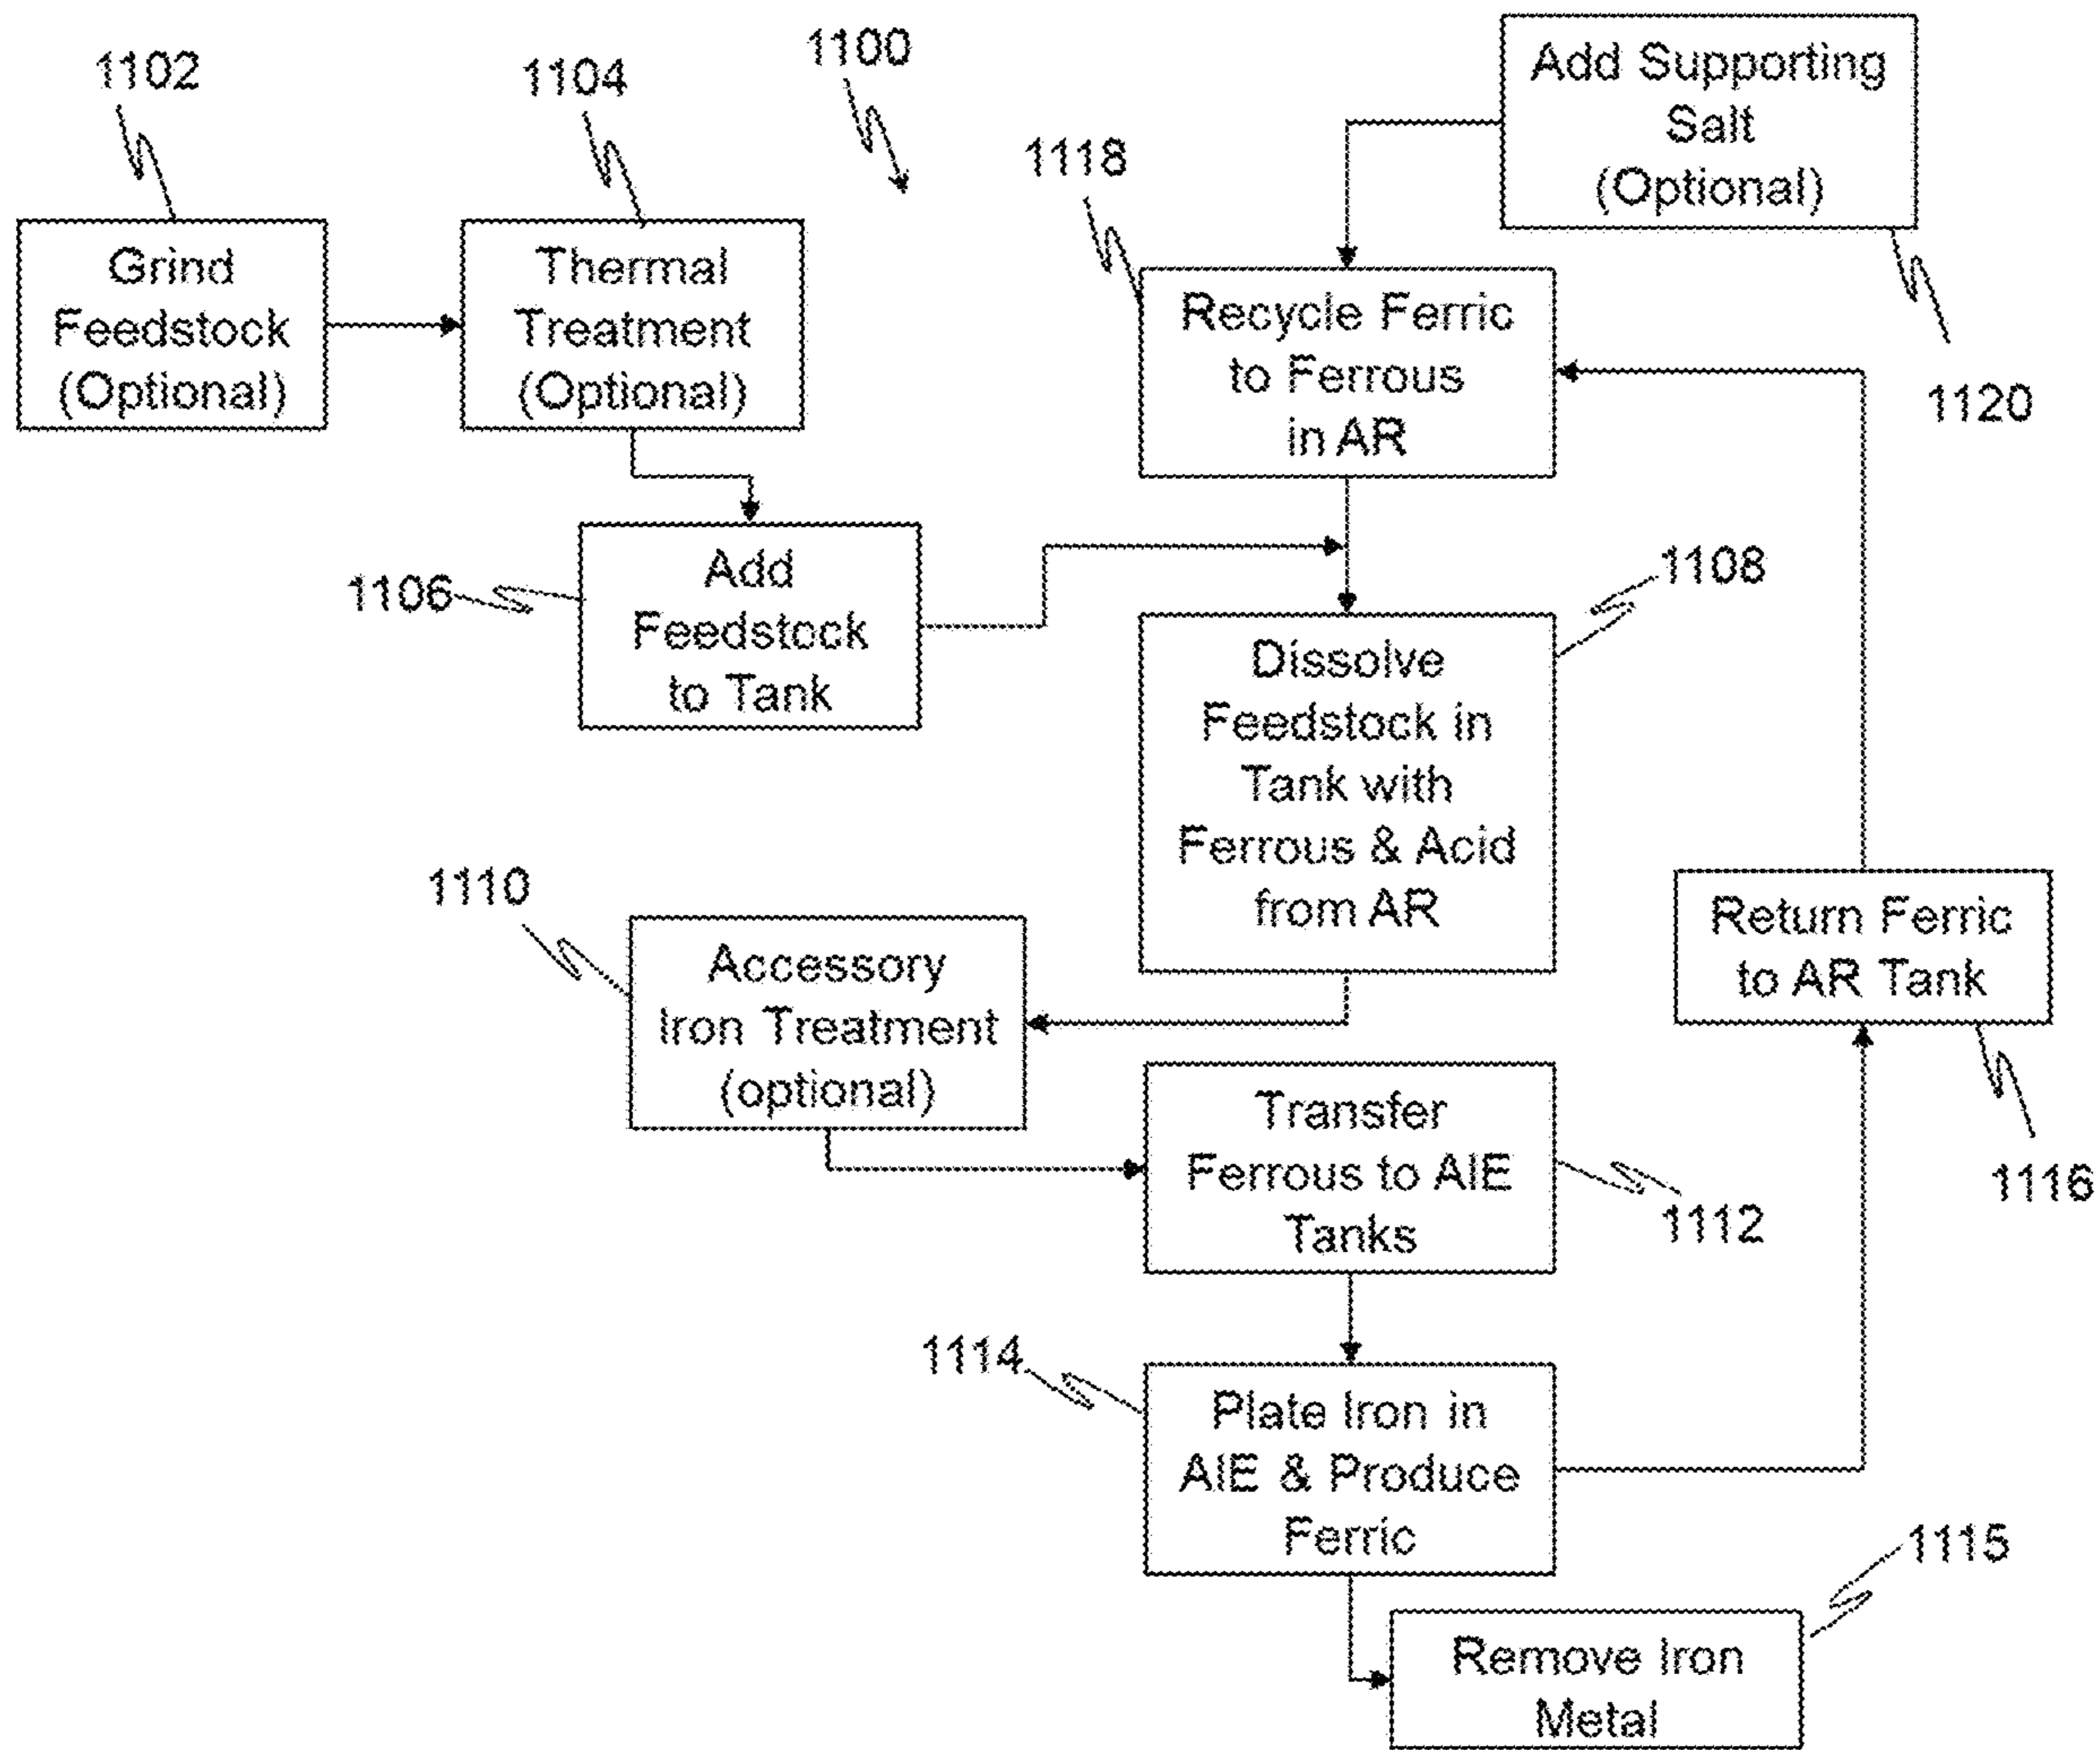 1102
1104
1100
Add Supporting
Salt
(Optional)
1118
Grind
Feedstock
(Optional)
Thermal
Treatment
(Optional)
Recycle Ferric
to Ferrous
in AR
1120
1106
Add
Feedstock
to Tank
1108
Dissolve
Feedstock in
Tank with
Ferrous & Acid
from AR
1110
Accessory
Iron Treatment
(optional)
Return Ferric
to AR Tank
1116
Transfer
Ferrous to AIE
Tanks
1112
1114
Plate Iron in
AIE & Produce
Ferric
1115
Remove Iron
Metal